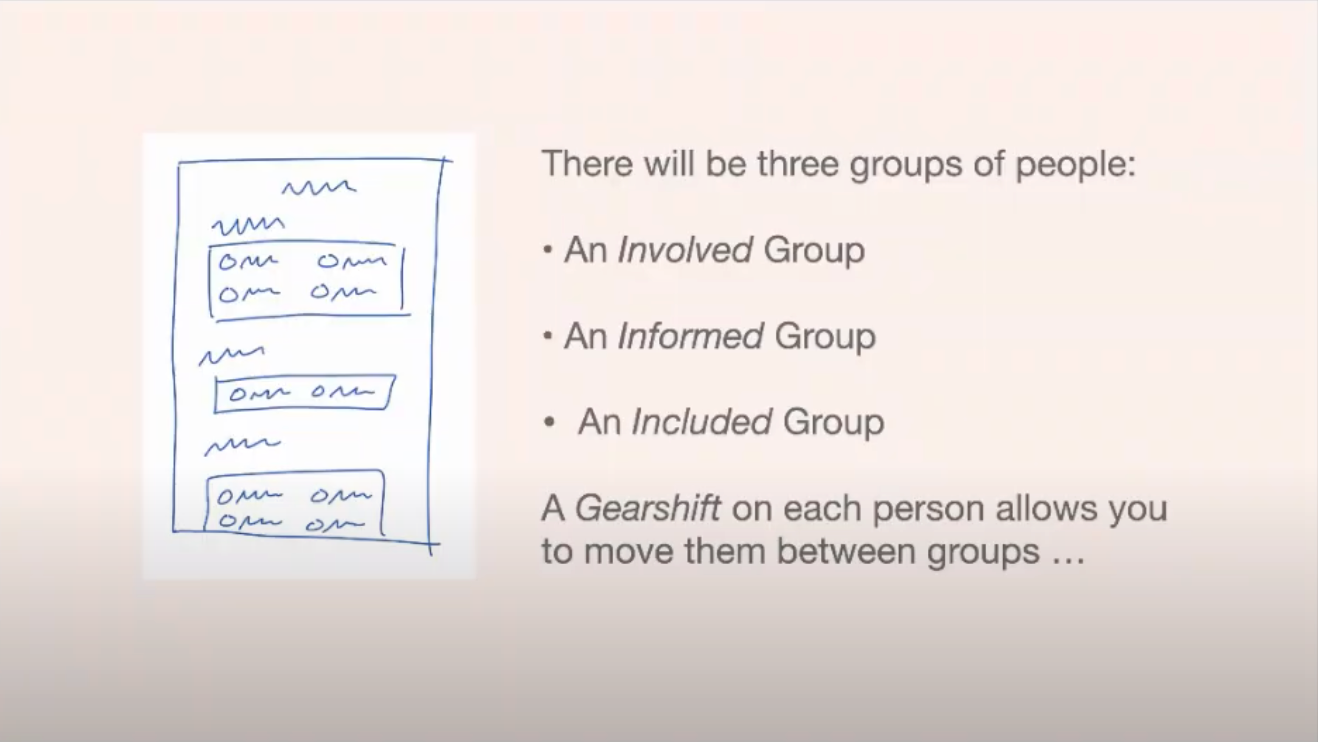 There will be three groups of people:
• An Involved Group
• An Informed Group
• An Included Group
A Gearshift on each person allows you
to move them between groups …